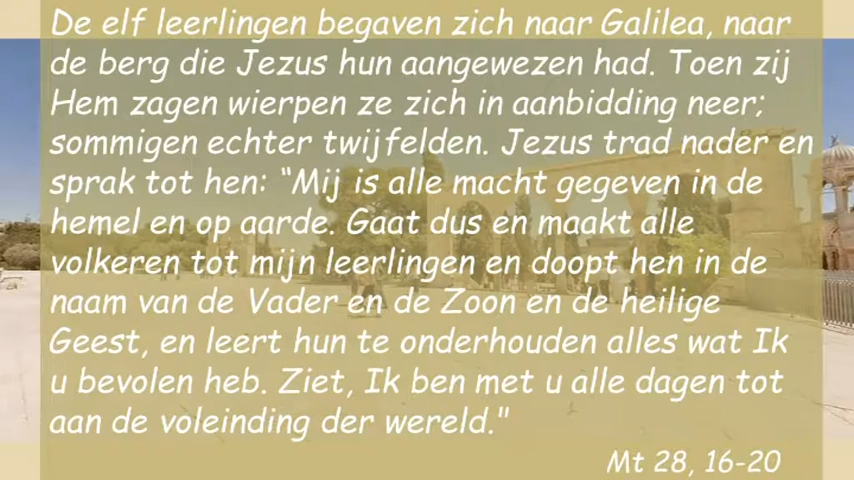 De elf leerlingen begaven zich naar Galilea, naar
de berg die Jezus hun aangewezen had. Toen zij
Hem zagen wierpen ze zich in aanbidding neer;
sommigen echter twijfelden. Jezus trad nader en
sprak tot hen: “Mij is alle macht gegeven in de
hemel en op aarde. Gaat dus en maakt alle
volkeren tot mijn leerlingen en doopt hen in de
naam van de Vader en de Zoon en de heilige
Geest, en leert hun te onderhouden alles wat Ik
u bevolen heb. Ziet, Ik ben met u alle dagen tot
aan de voleinding der wereld."
Mt 28, 16-20